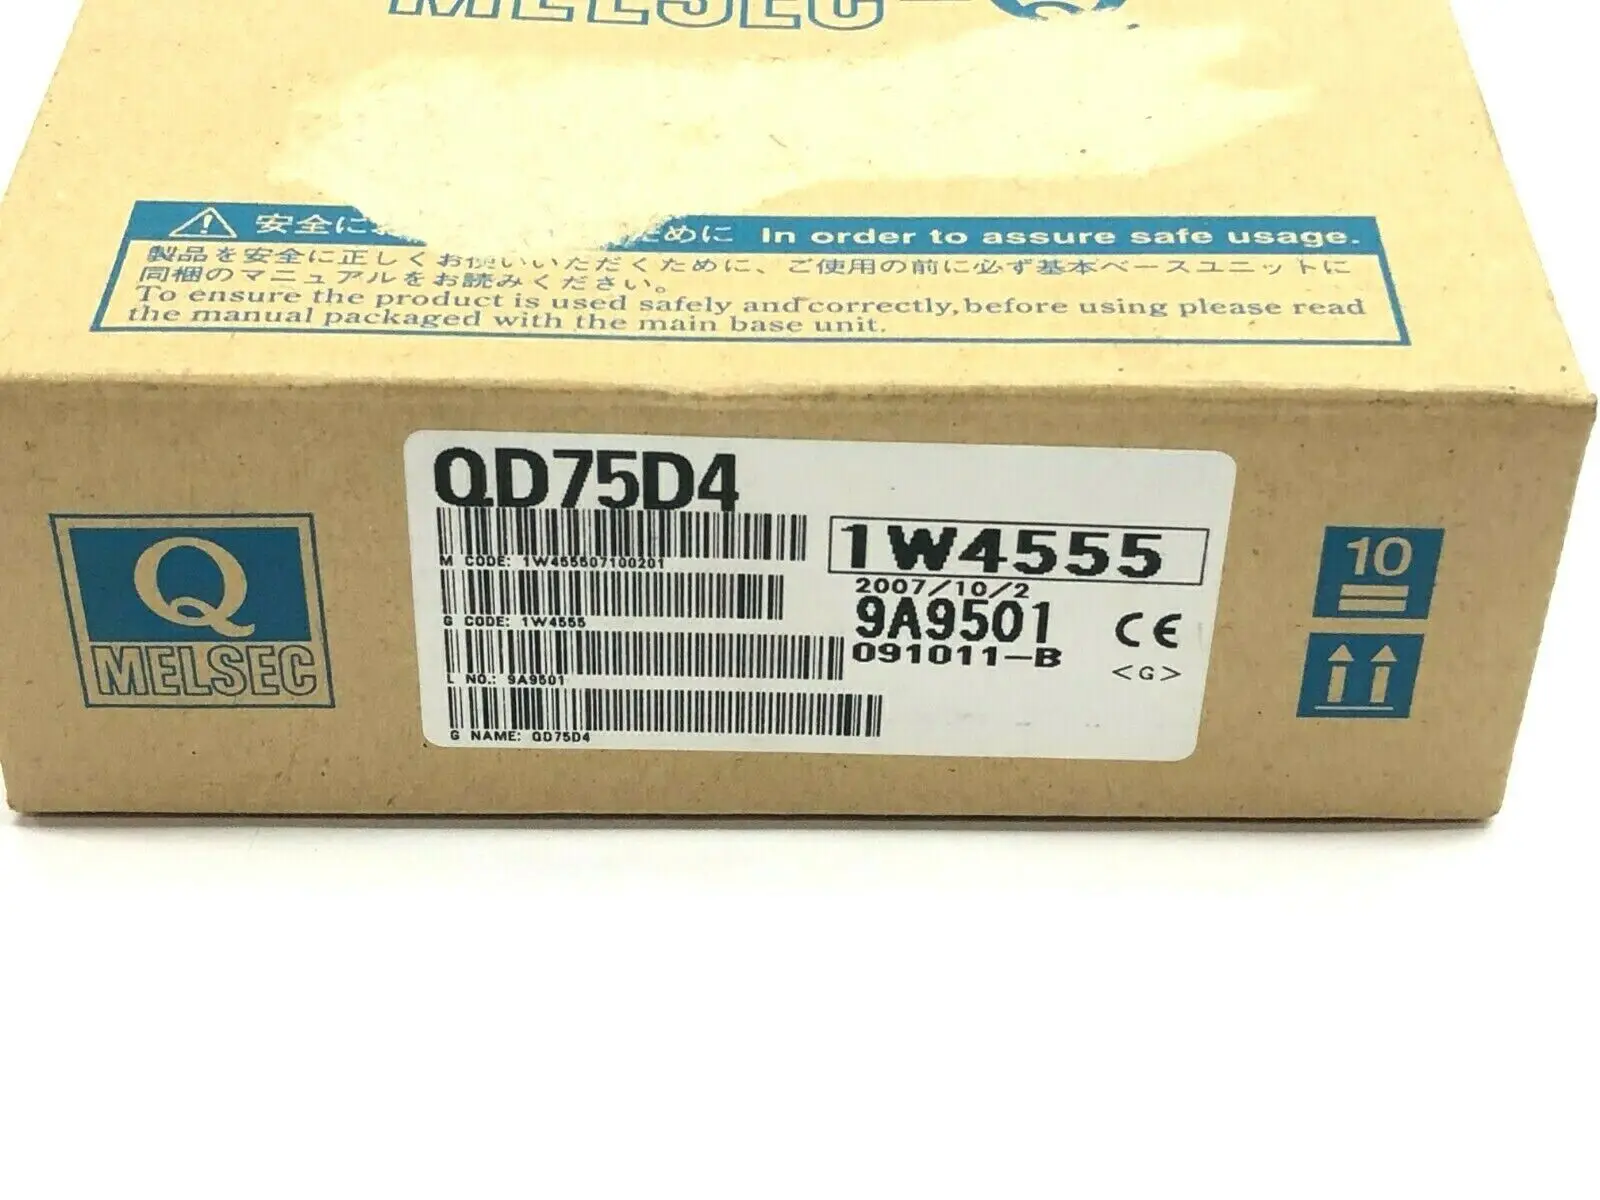 MELSEC-Q
安全に ために In order to assure safe usage.
製品を安全に正しくお使いいただくために、ご使用の前に必ず基本ベースユニットに
同梱のマニュアルをお読みください。
To ensure the product is used safely and correctly, before using please read
the manual packaged with the main base unit.
QD75D4
M CODE: 1W455507100201
G CODE: 1W4555
L NO.: 9A9501
G NAME: QD75D4
1W4555
2007/10/2
9A9501
091011-B
CE
<G>
Q
MELSEC
10